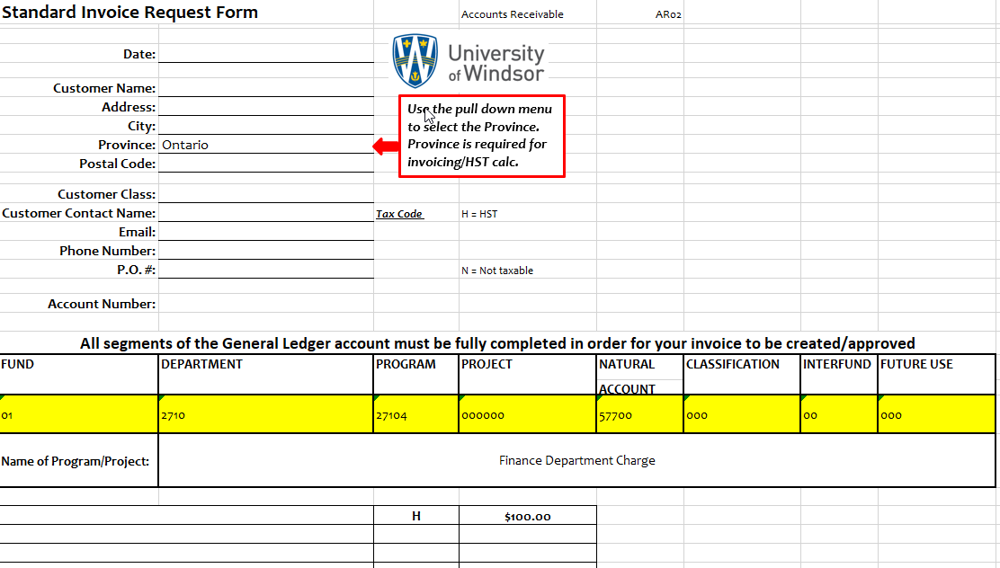 Standard Invoice Request Form Accounts Receivable AR02
Date:
University
of Windsor
Customer Name:
Address:
City:
Province: Ontario
Postal Code:
Use the pull down menu
to select the Province.
Province is required for
invoicing/HST calc.
Customer Class:
Customer Contact Name: Tax Code H = HST
Email:
Phone Number:
P.O. #: N = Not taxable
Account Number:
All segments of the General Ledger account must be fully completed in order for your invoice to be created/approved
FUND DEPARTMENT PROGRAM PROJECT NATURAL CLASSIFICATION INTERFUND FUTURE USE
ACCOUNT
01 2710 27104 000000 57700 000 00 000
Name of Program/Project: Finance Department Charge
H $100.00